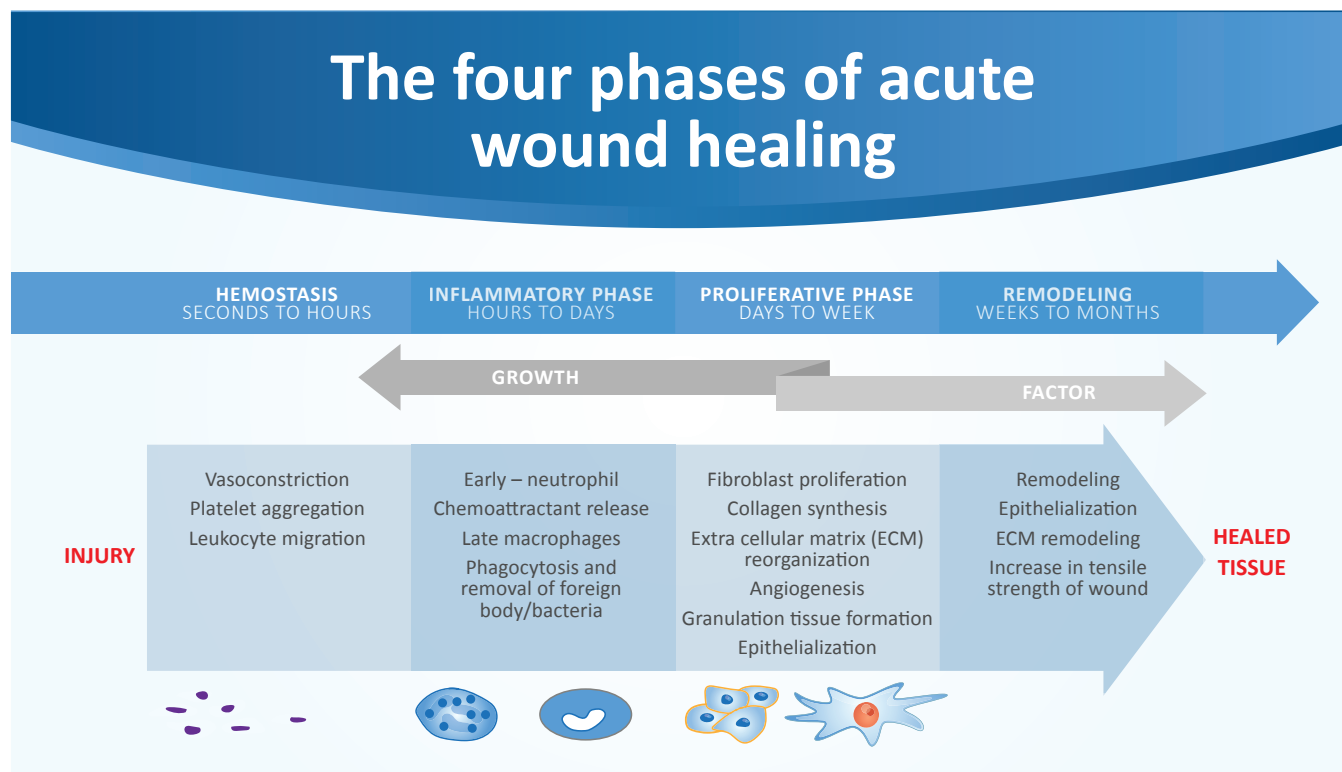 The four phases of acute
wound healing
HEMOSTASIS
SECONDS TO HOURS
INFLAMMATORY PHASE
HOURS TO DAYS
PROLIFERATIVE PHASE
DAYS TO WEEK
REMODELING
WEEKS TO MONTHS
GROWTH
FACTOR
INJURY
Vasoconstriction
Platelet aggregation
Leukocyte migration
Early – neutrophil
Chemoattractant release
Late macrophages
Phagocytosis and
removal of foreign
body/bacteria
Fibroblast proliferation
Collagen synthesis
Extra cellular matrix (ECM)
reorganization
Angiogenesis
Granulation tissue formation
Epithelialization
Remodeling
Epithelialization
ECM remodeling
Increase in tensile
strength of wound
HEALED
TISSUE